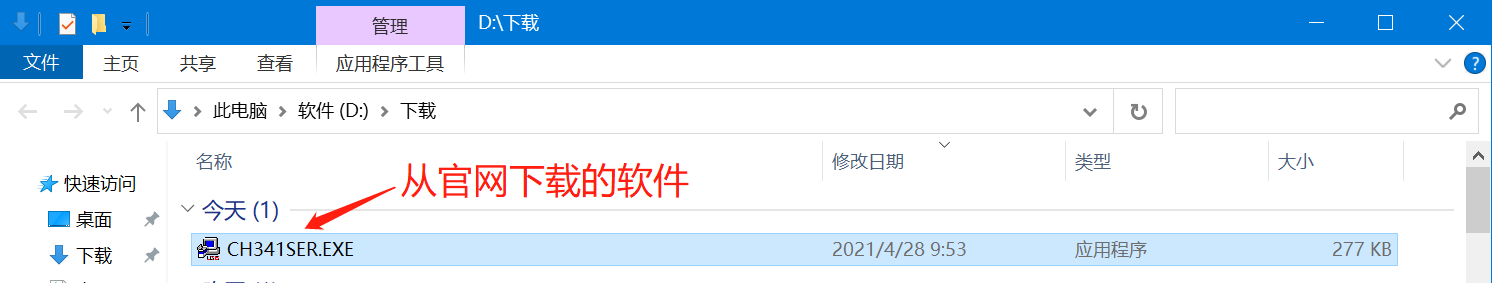 管理
D:\下载
文件
主页
共享
查看
应用程序工具
此电脑
软件 (D:)
下载
名称
修改日期
类型
大小
从官网下载的软件
快速访问
今天 (1)
桌面
CH341SER.EXE
2021/4/28 9:53
应用程序
277 KB
下载